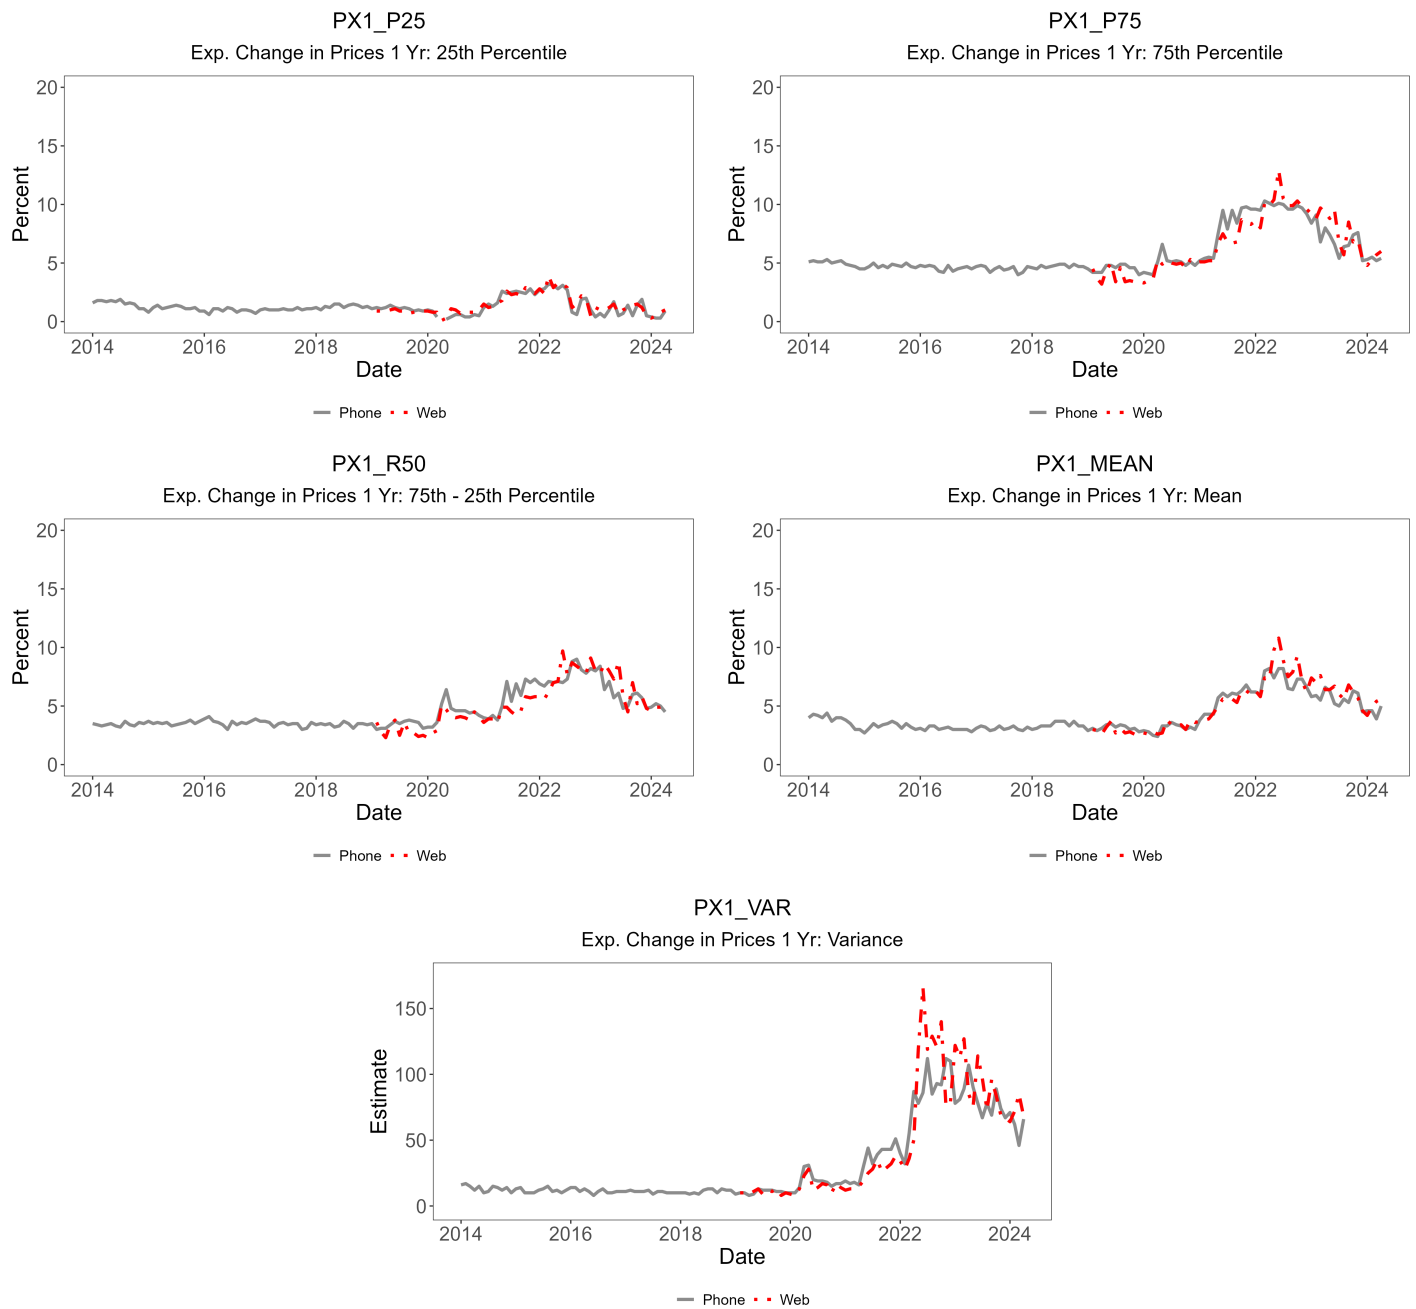 PX1_P25
Exp. Change in Prices 1 Yr: 25th Percentile
Percent
20
15
10
5
0
2014 2016 2018 2020 2022 2024
Date
Phone Web
PX1_P75
Exp. Change in Prices 1 Yr: 75th Percentile
Percent
20
15
10
5
0
2014 2016 2018 2020 2022 2024
Date
Phone Web
PX1_R50
Exp. Change in Prices 1 Yr: 75th - 25th Percentile
Percent
20
15
10
5
0
2014 2016 2018 2020 2022 2024
Date
Phone Web
PX1_MEAN
Exp. Change in Prices 1 Yr: Mean
Percent
20
15
10
5
0
2014 2016 2018 2020 2022 2024
Date
Phone Web
PX1_VAR
Exp. Change in Prices 1 Yr: Variance
Estimate
150
100
50
0
2014 2016 2018 2020 2022 2024
Date
Phone Web